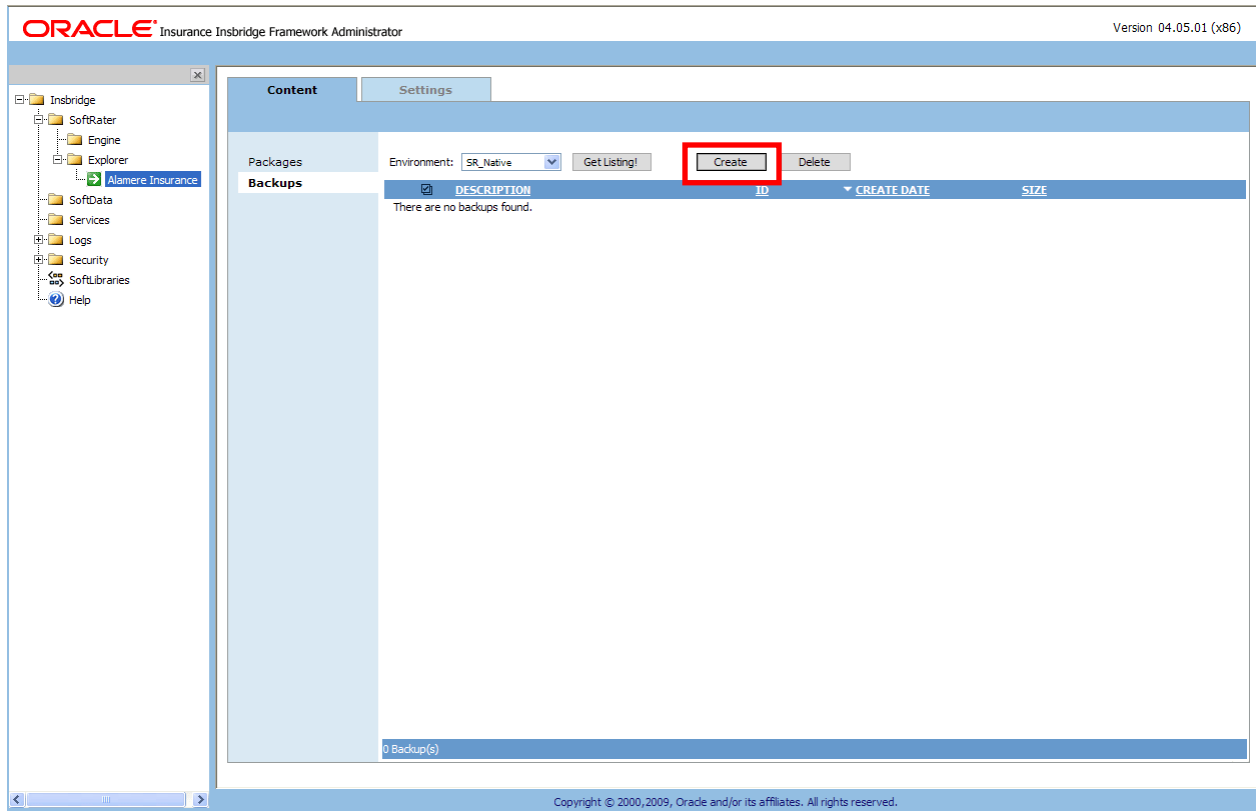 ORACLE Insurance Insbridge Framework Administrator
Version 04.05.01 (x86)
Insbridge
SoftRater
Engine
Explorer
Alamere Insurance
SoftData
Services
Logs
Security
SoftLibraries
Help
Content Settings
Packages
Backups
Environment: SR_Native Get Listing! Create Delete
DESCRIPTION ID CREATE DATE SIZE
There are no backups found.
0 Backup(s)
Copyright © 2000,2009, Oracle and/or its affiliates. All rights reserved.